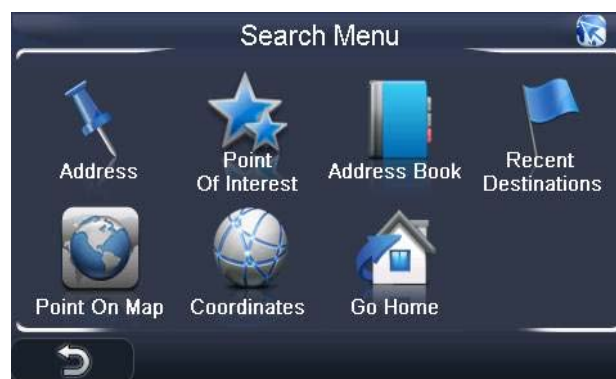 Search Menu
Address
Point
Of Interest
Address Book
Recent
Destinations
Point On Map
Coordinates
Go Home